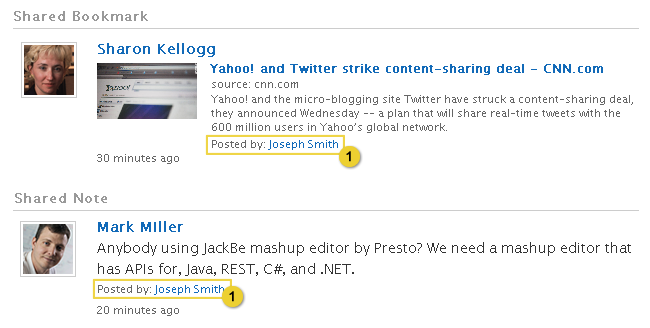 Shared Bookmark
Sharon Kellogg
Yahoo! and Twitter strike content-sharing deal - CNN.com
source: cnn.com
Yahoo! and the micro-blogging site Twitter have struck a content-sharing deal,
they announced Wednesday -- a plan that will share real-time tweets with the
600 million users in Yahoo's global network.
Posted by: Joseph Smith
1
30 minutes ago
Shared Note
Mark Miller
Anybody using JackBe mashup editor by Presto? We need a mashup editor that
has APIs for, Java, REST, C#, and .NET.
Posted by: Joseph Smith
1
20 minutes ago